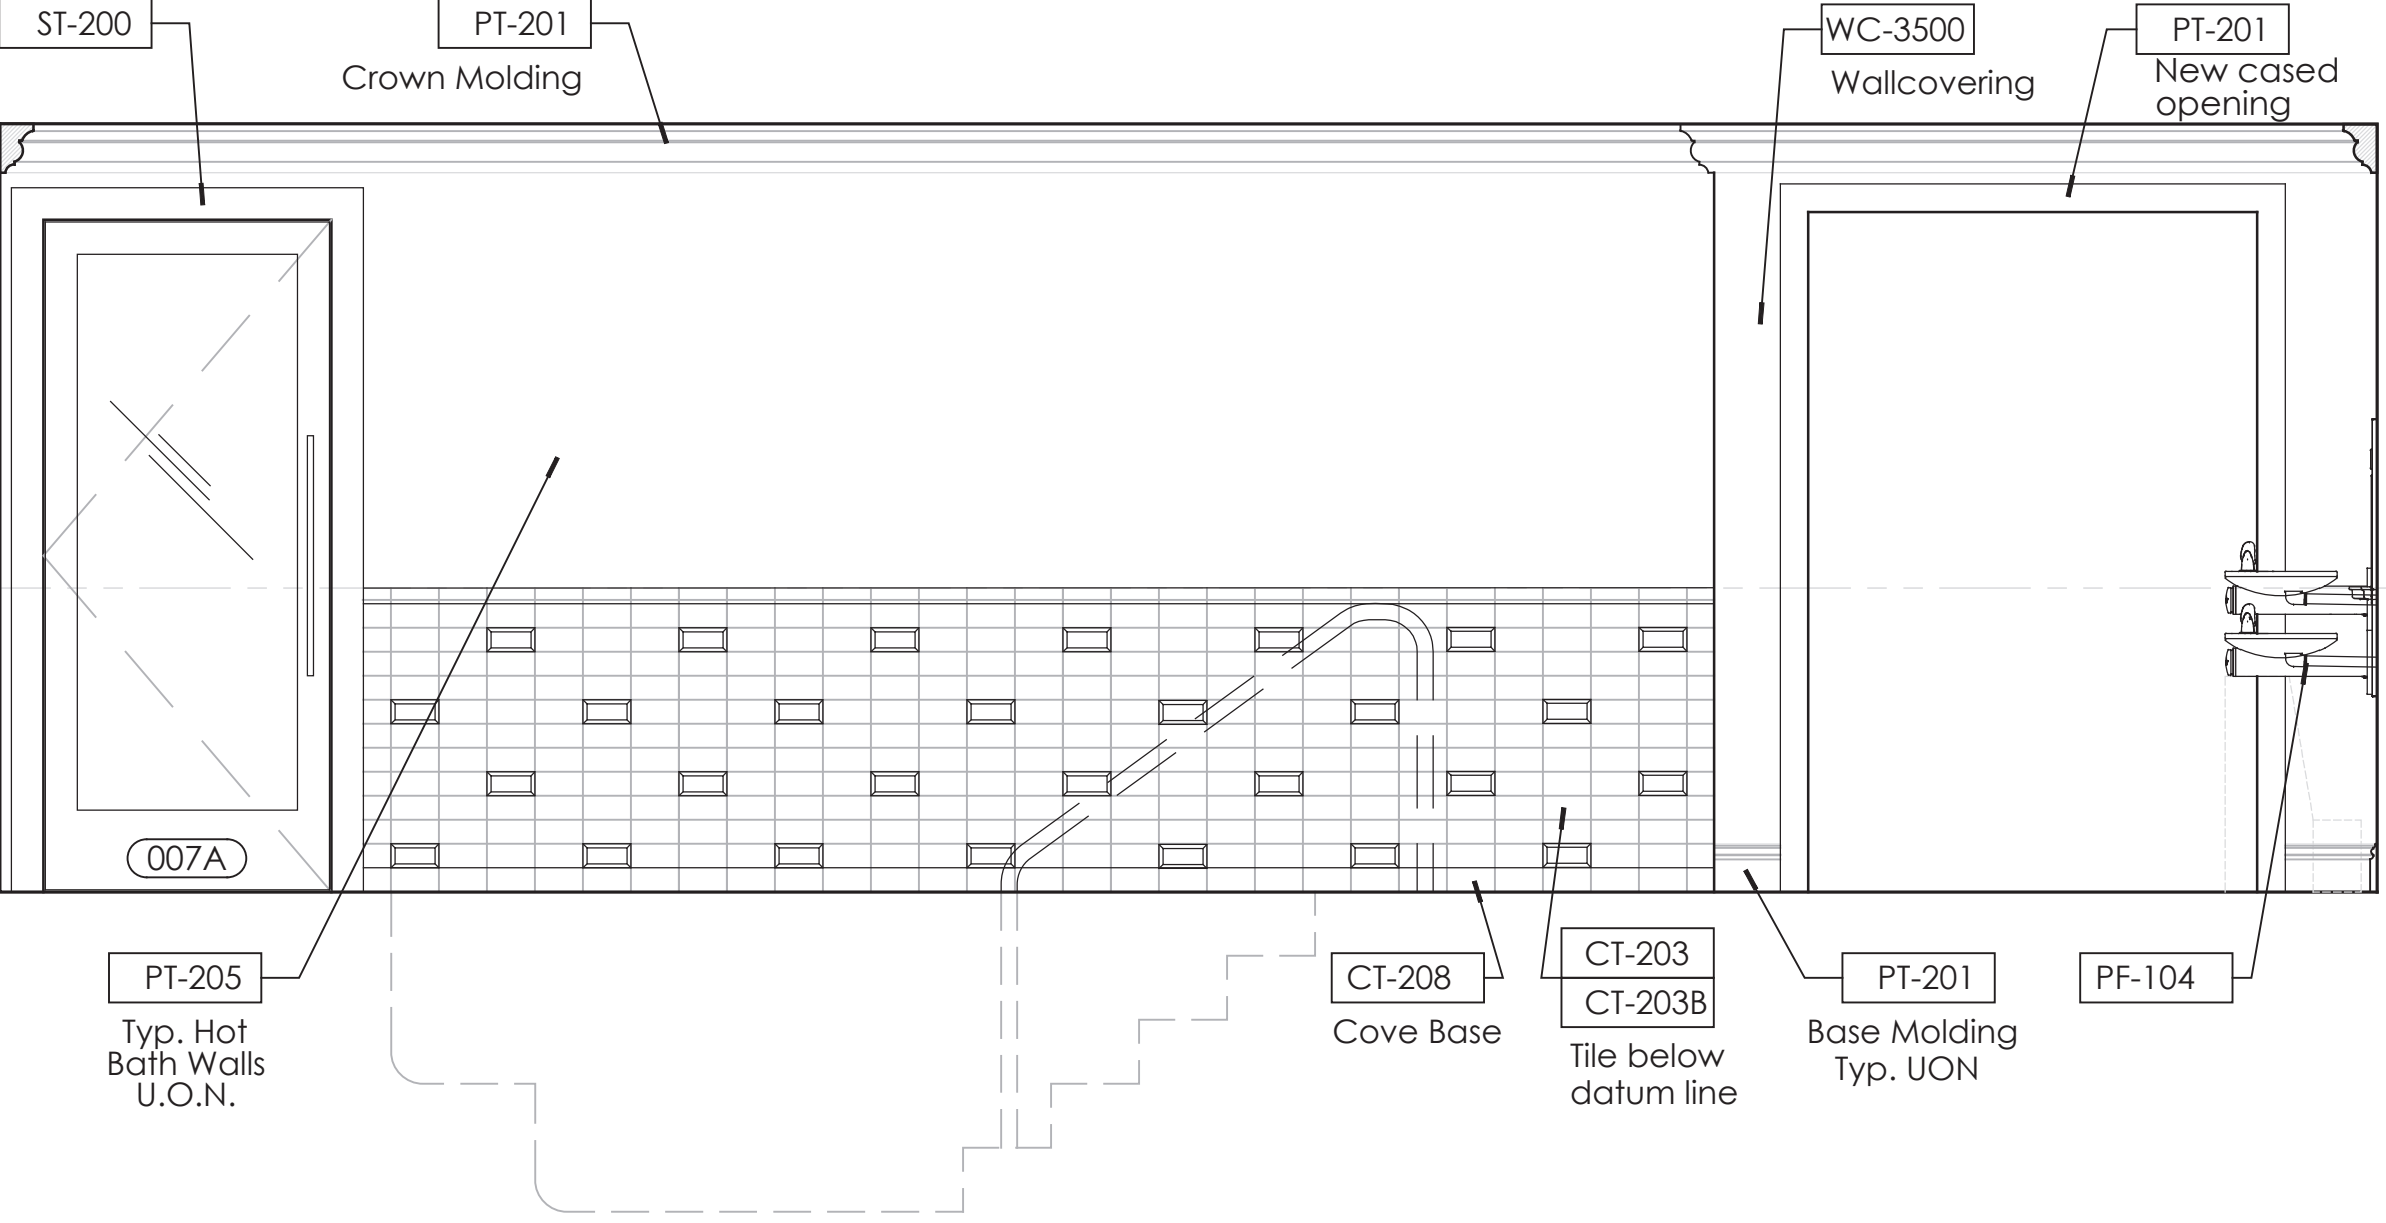 ST-200
PT-201
Crown Molding
WC-3500
Wallcovering
PT-201
New cased
opening
007A
PT-205
Typ. Hot
Bath Walls
U.O.N.
CT-208
Cove Base
CT-203
CT-203B
Tile below
datum line
PT-201
Base Molding
Typ. UON
PF-104